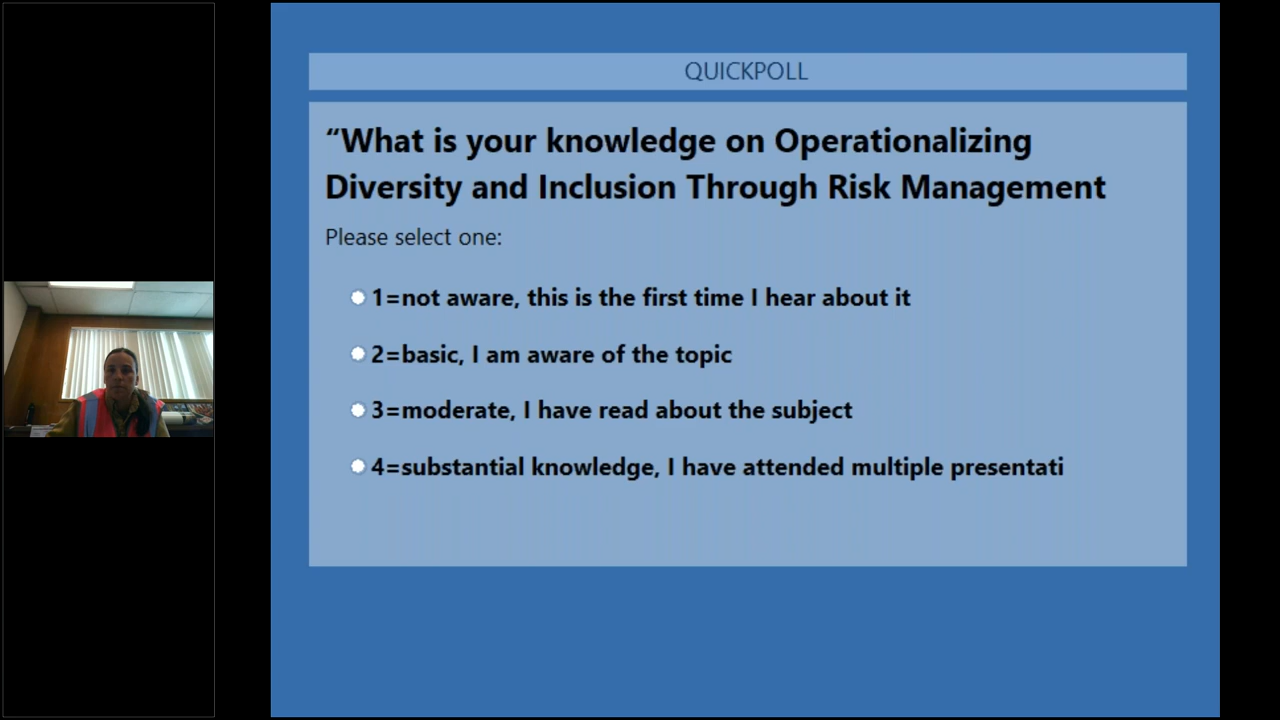 QUICKPOLL
“What is your knowledge on Operationalizing
Diversity and Inclusion Through Risk Management
Please select one:
1=not aware, this is the first time I hear about it
2=basic, I am aware of the topic
3=moderate, I have read about the subject
4=substantial knowledge, I have attended multiple presentati